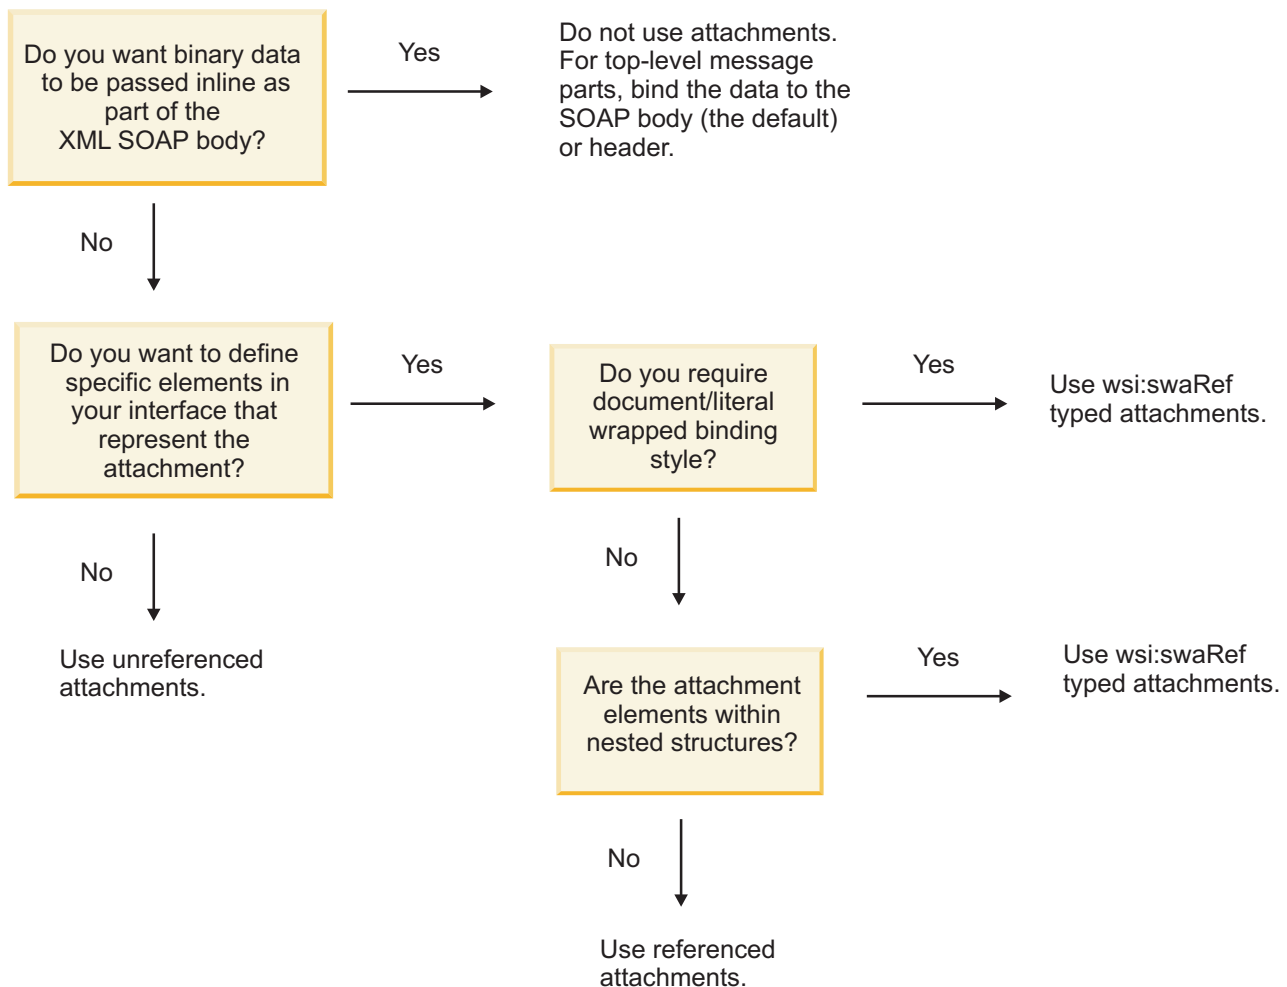 Do you want binary data
to be passed inline as
part of the
XML SOAP body?
Yes
Do not use attachments.
For top-level message
parts, bind the data to the
SOAP body (the default)
or header.
No
Do you want to define
specific elements in
your interface that
represent the
attachment?
Yes
Do you require
document/literal
wrapped binding
style?
Yes
Use wsi:swaRef
typed attachments.
No
Use unreferenced
attachments.
No
Are the attachment
elements within
nested structures?
Yes
Use wsi:swaRef
typed attachments.
No
Use referenced
attachments.